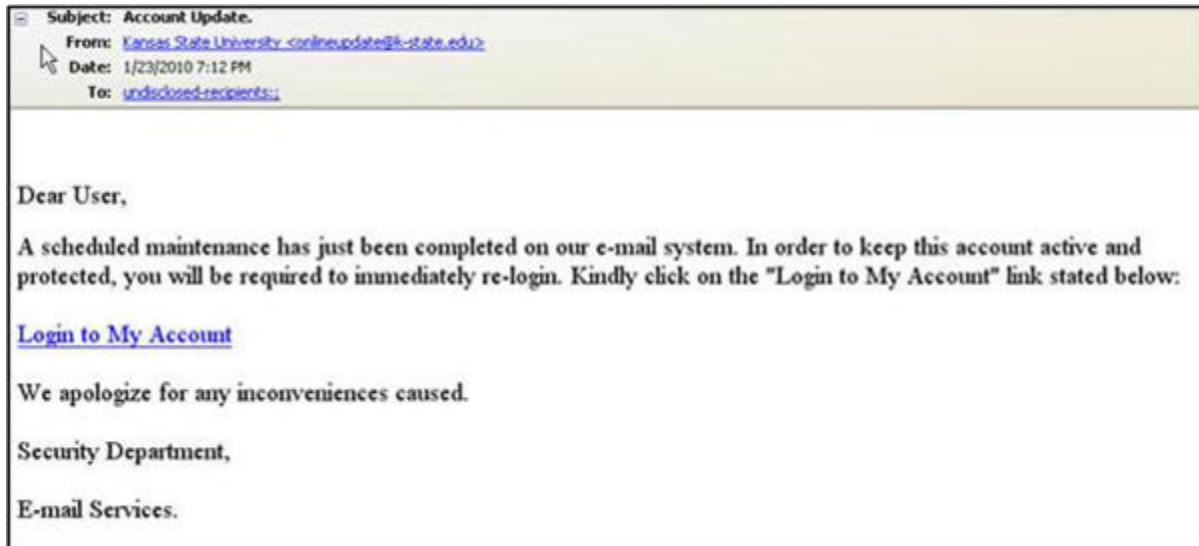 Subject: Account Update.
From: Kansas State University <onlineupdate@k-state.edu>
Date: 1/23/2010 7:12 PM
To: undisclosed-recipients:;
Dear User,
A scheduled maintenance has just been completed on our e-mail system. In order to keep this account active and
protected, you will be required to immediately re-login. Kindly click on the "Login to My Account" link stated below:
Login to My Account
We apologize for any inconveniences caused.
Security Department,
E-mail Services.